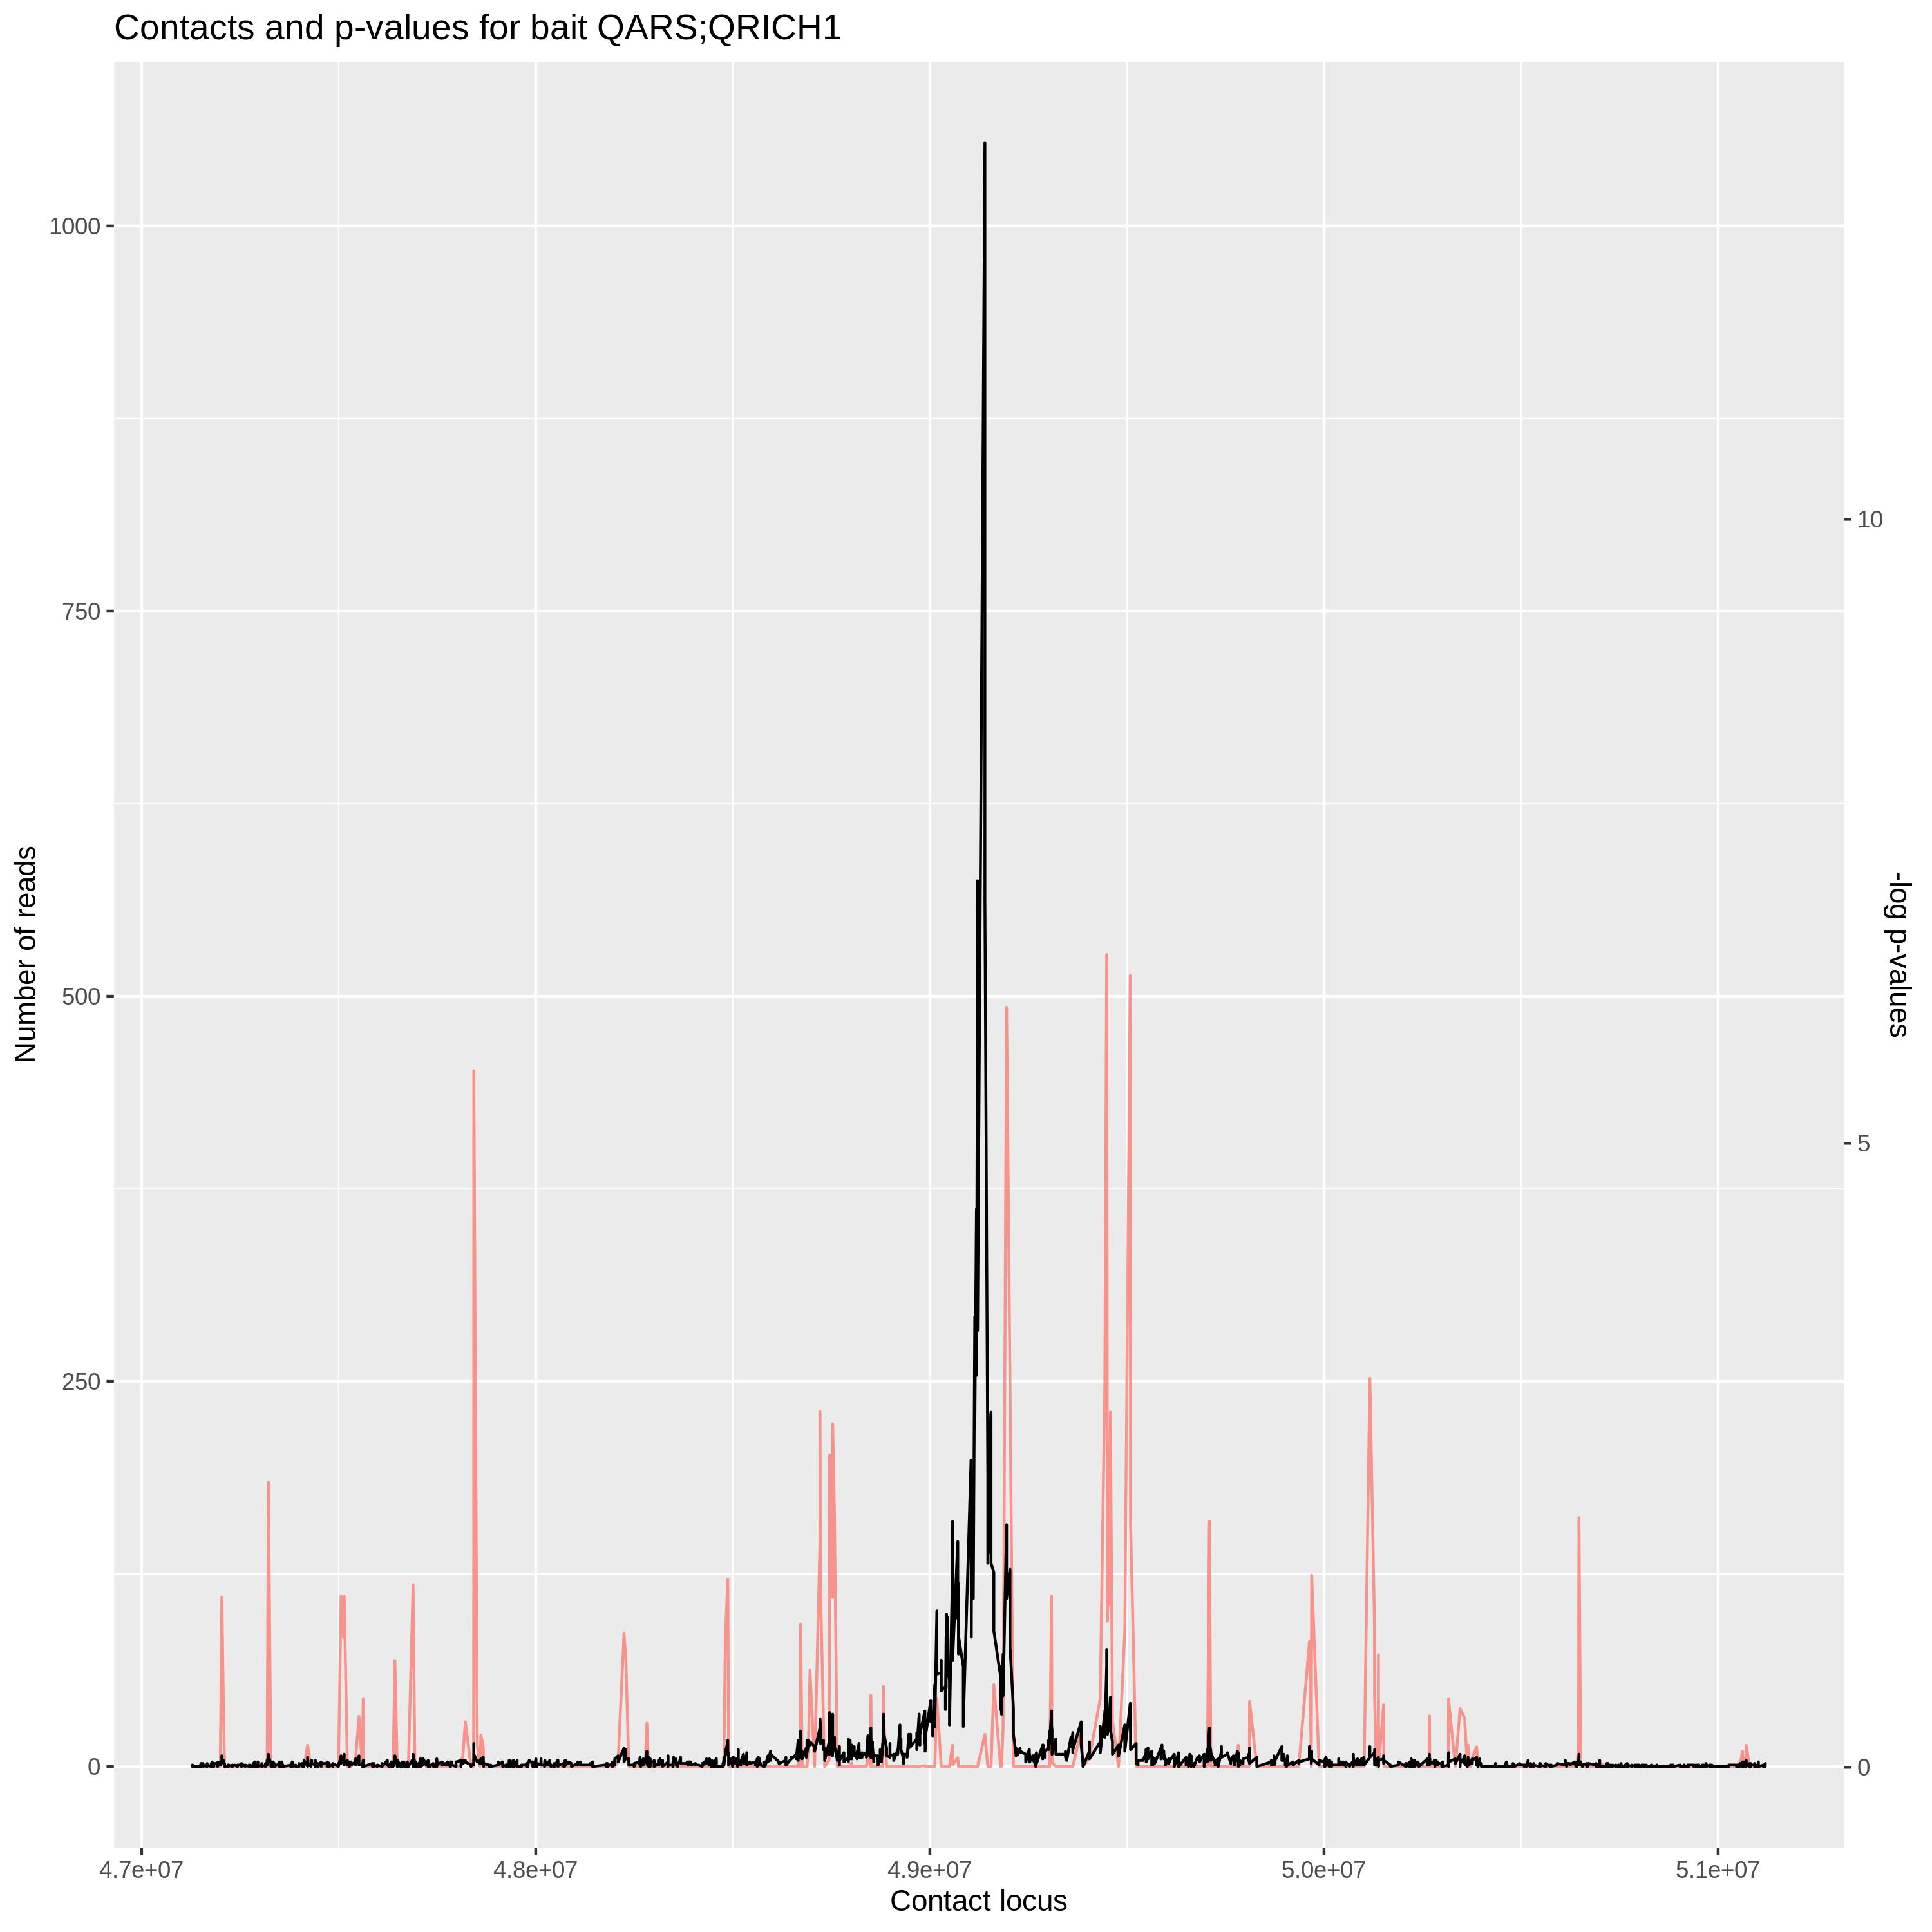 Contacts and p-values for bait QARS;QRICH1
1000
750
500
250
0
Number of reads
10
5
0
-log p-values
4.7e+07
4.8e+07
4.9e+07
5.0e+07
5.1e+07
Contact locus